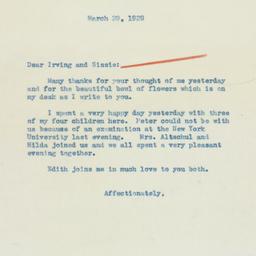 March 29, 1929
Dear Irving and Sissie:
Many thanks for your thought of me yesterday
and for the beautiful bowl of flowers which is on
my desk as I write to you.
I spent a very happy day yesterday with three
of my four children here. Peter could not be with
us because of an examination at the New York
University last evening. Mrs. Altschul and
Hilda joined us and we all spent a very pleasant
evening together.
Edith joins me in much love to you both.
Affectionately,